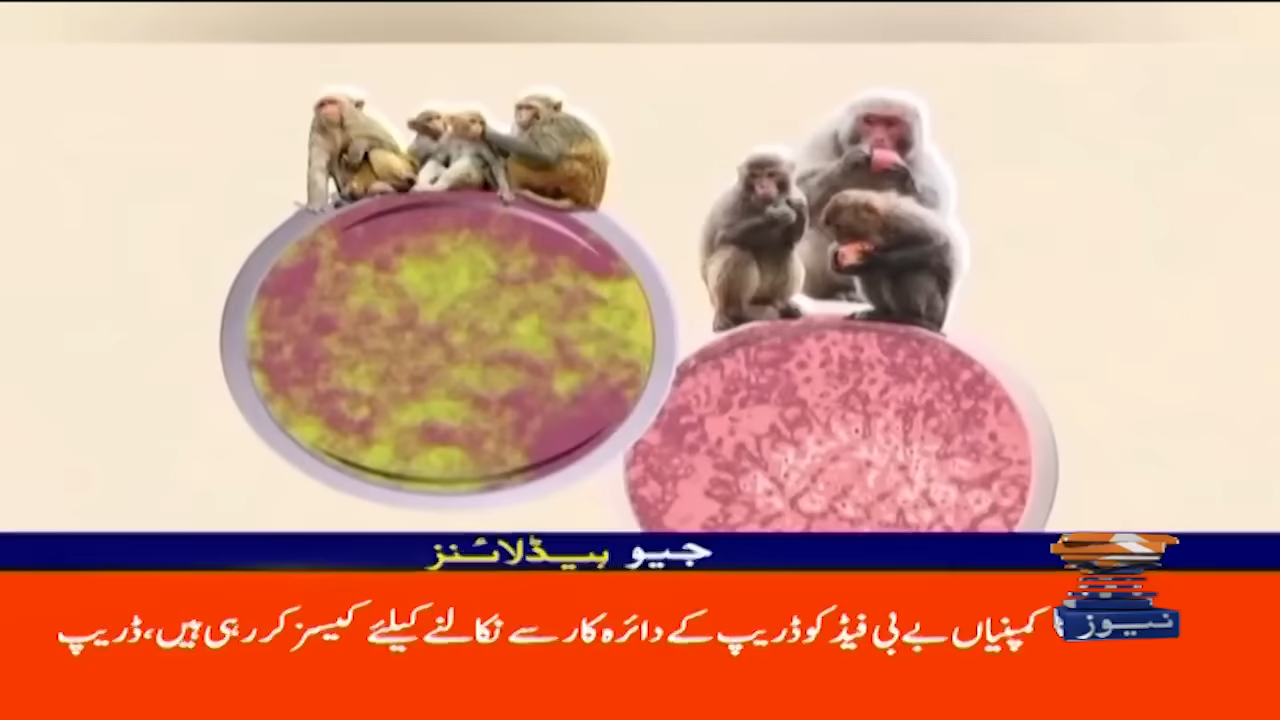 جیو ہیڈلائنز
کمپنیاں بے بی فیڈ کو ڈریپ کے دائرہ کار سے نکالنے کیلئے کیسز کر رہی ہیں، ڈریپ
نیوز